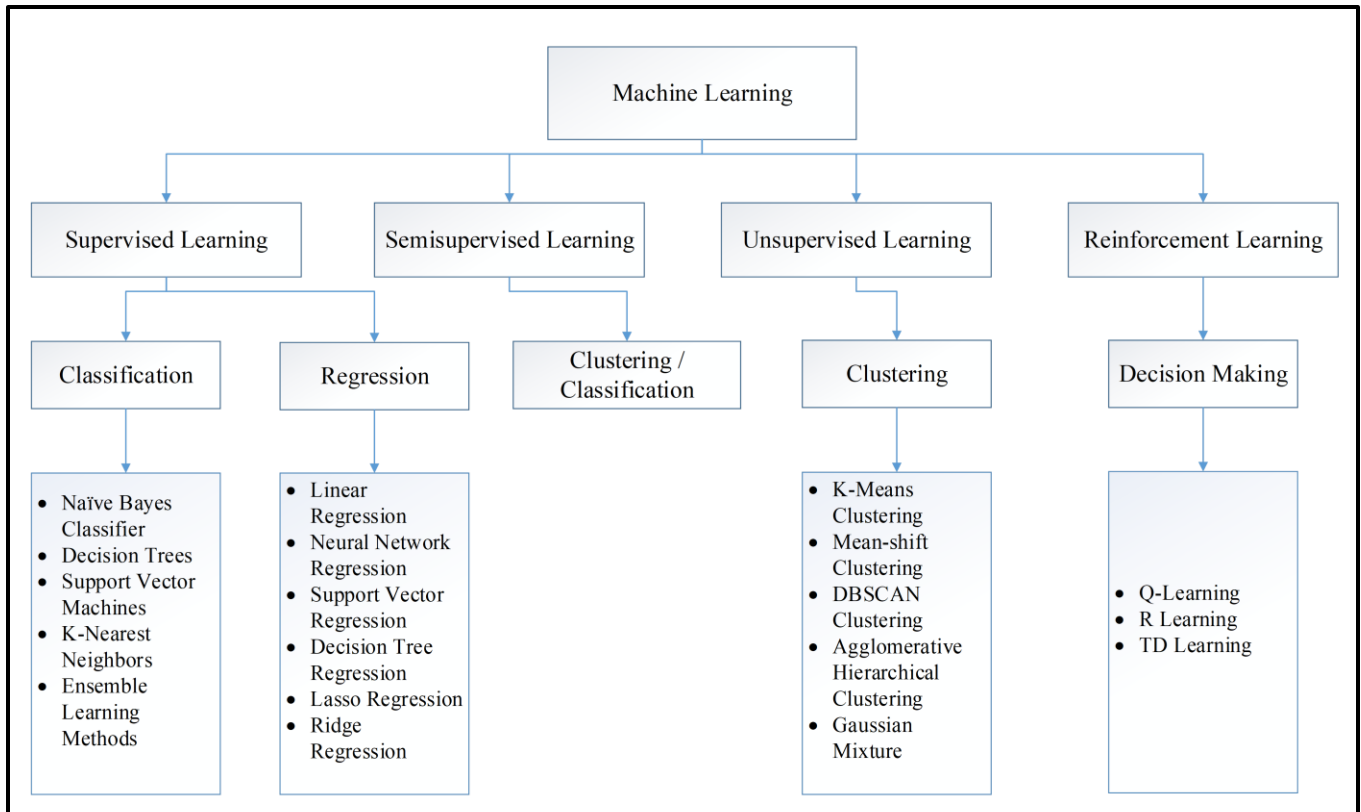 Machine Learning
Supervised Learning
Semisupervised Learning
Unsupervised Learning
Reinforcement Learning
Classification
Regression
Clustering /
Classification
Clustering
Decision Making
• Naïve Bayes
Classifier
• Decision Trees
• Support Vector
Machines
• K-Nearest
Neighbors
• Ensemble
Learning
Methods
• Linear
Regression
• Neural Network
Regression
• Support Vector
Regression
• Decision Tree
Regression
• Lasso Regression
• Ridge
Regression
• K-Means
Clustering
• Mean-shift
Clustering
• DBSCAN
Clustering
• Agglomerative
Hierarchical
Clustering
• Gaussian
Mixture
• Q-Learning
• R Learning
• TD Learning